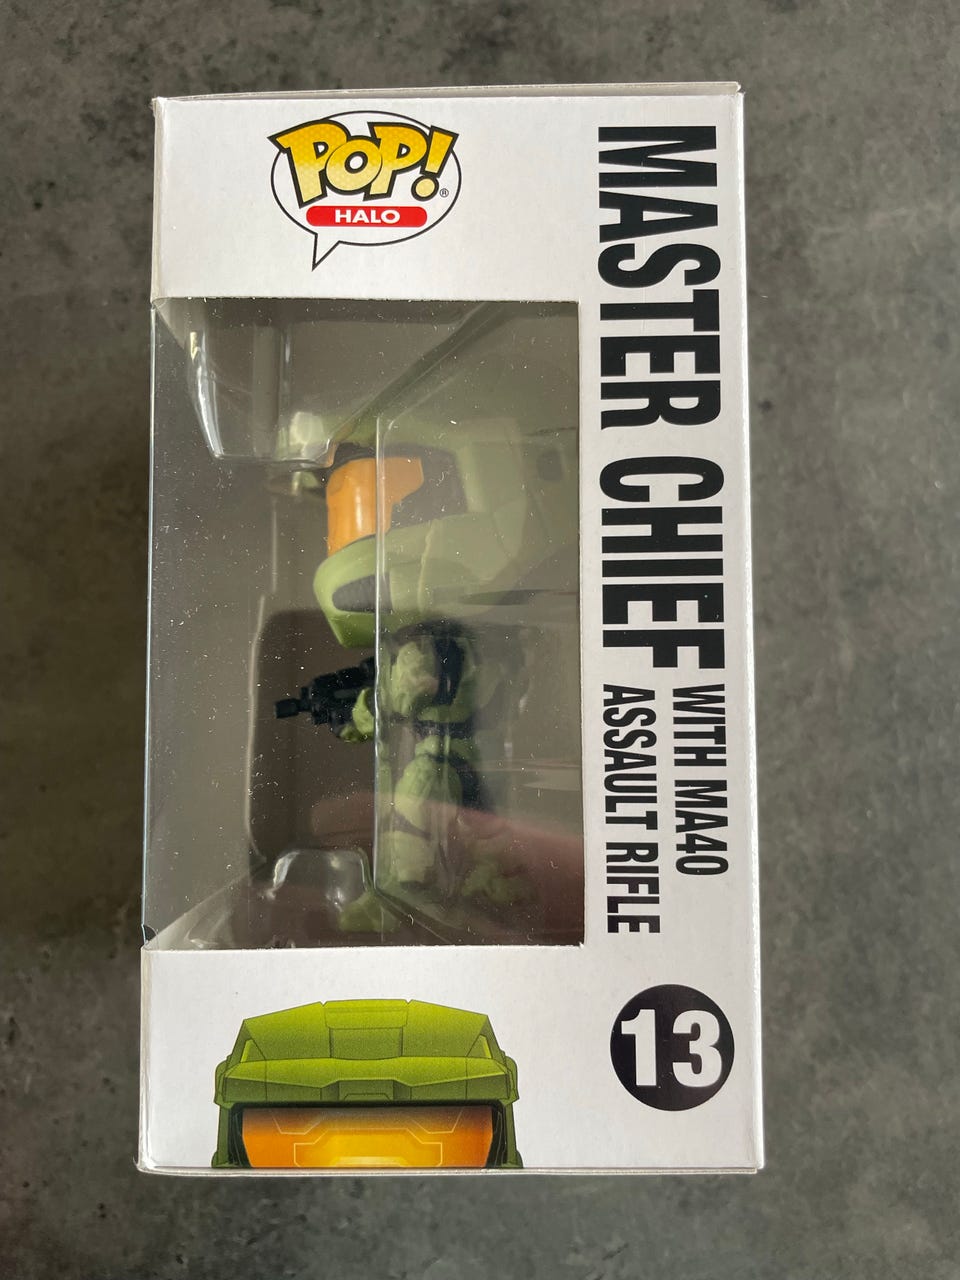 POP!®
HALO
MASTER CHIEF
WITH MA40
ASSAULT RIFLE
13